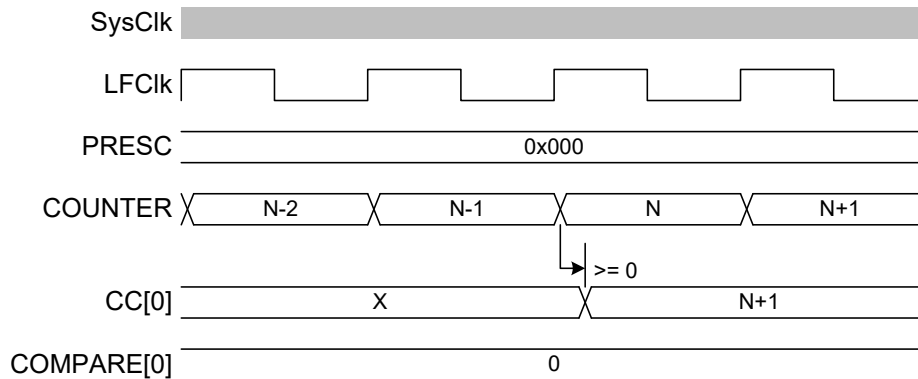 SysClk
LFClk
PRESC 0x000
COUNTER N-2 N-1 N N+1
>= 0
CC[0] X N+1
COMPARE[0] 0